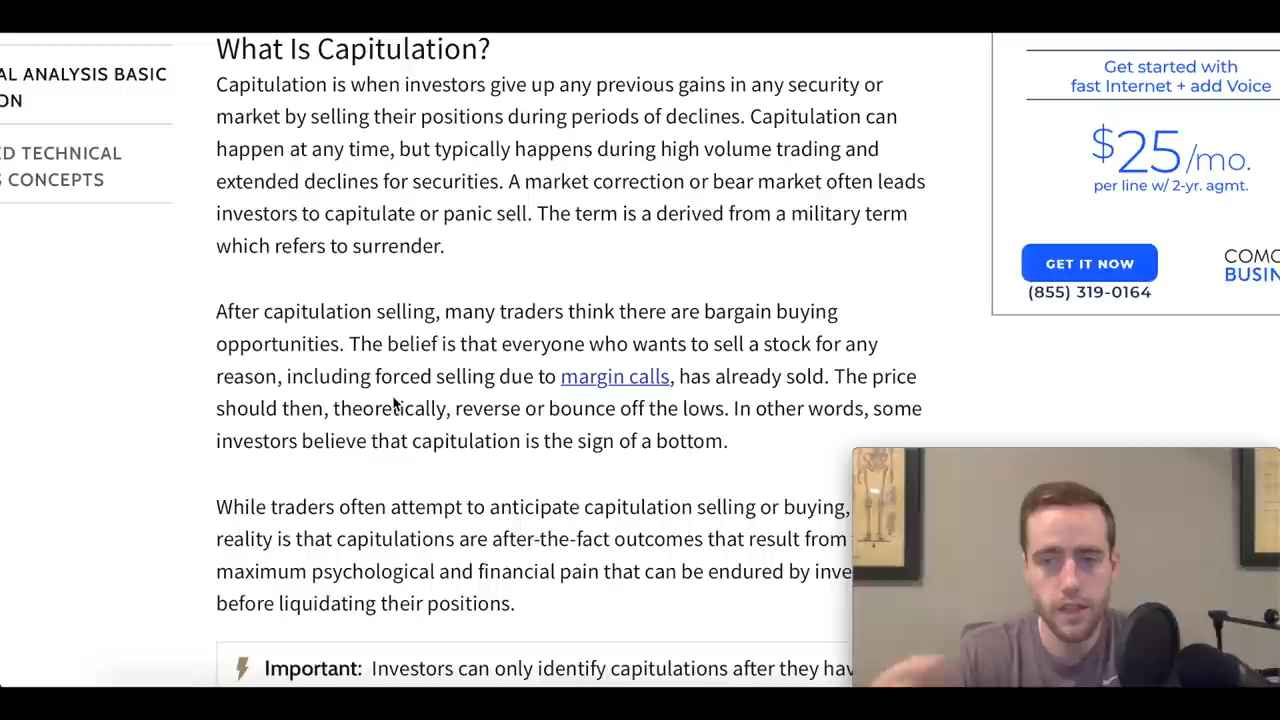 What Is Capitulation?
AL ANALYSIS BASIC
ON
ED TECHNICAL
S CONCEPTS
Capitulation is when investors give up any previous gains in any security or
market by selling their positions during periods of declines. Capitulation can
happen at any time, but typically happens during high volume trading and
extended declines for securities. A market correction or bear market often leads
investors to capitulate or panic sell. The term is a derived from a military term
which refers to surrender.
After capitulation selling, many traders think there are bargain buying
opportunities. The belief is that everyone who wants to sell a stock for any
reason, including forced selling due to margin calls, has already sold. The price
should then, theoretically, reverse or bounce off the lows. In other words, some
investors believe that capitulation is the sign of a bottom.
While traders often attempt to anticipate capitulation selling or buying,
reality is that capitulations are after-the-fact outcomes that result from
maximum psychological and financial pain that can be endured by inve
before liquidating their positions.
Important: Investors can only identify capitulations after they hav
Get started with
fast Internet + add Voice
$25/mo.
per line w/ 2-yr. agmt.
GET IT NOW
(855) 319-0164
COMC
BUSIN